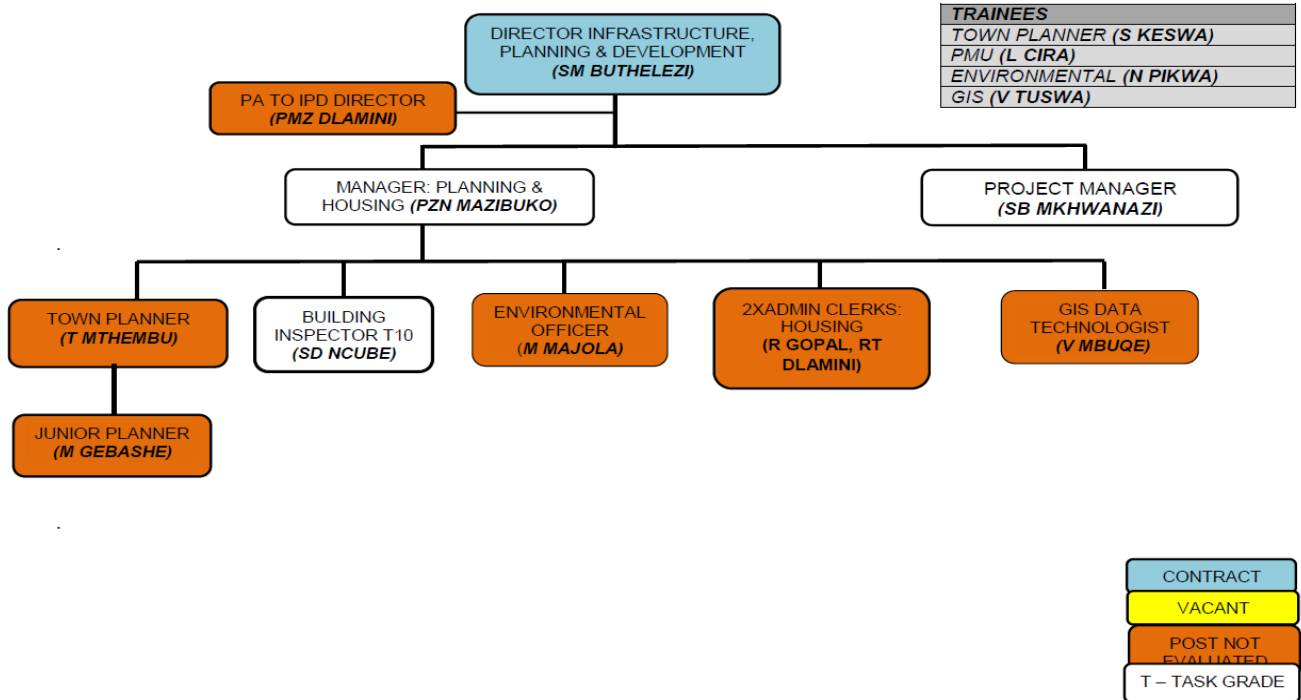 DIRECTOR INFRASTRUCTURE,
PLANNING & DEVELOPMENT
(SM BUTHELEZI)
TRAINEES
TOWN PLANNER (S KESWA)
PMU (L CIRA)
ENVIRONMENTAL (N PIKWA)
GIS (V TUSWA)
PA TO IPD DIRECTOR
(PMZ DLAMINI)
MANAGER: PLANNING &
HOUSING (PZN MAZIBUKO)
PROJECT MANAGER
(SB MKHWANAZI)
TOWN PLANNER
(T MTHEMBU)
BUILDING
INSPECTOR T10
(SD NCUBE)
ENVIRONMENTAL
OFFICER
(M MAJOLA)
2XADMIN CLERKS:
HOUSING
(R GOPAL, RT
DLAMINI)
GIS DATA
TECHNOLOGIST
(V MBUQE)
JUNIOR PLANNER
(M GEBASHE)
CONTRACT
VACANT
POST NOT
EVALUATED
T – TASK GRADE